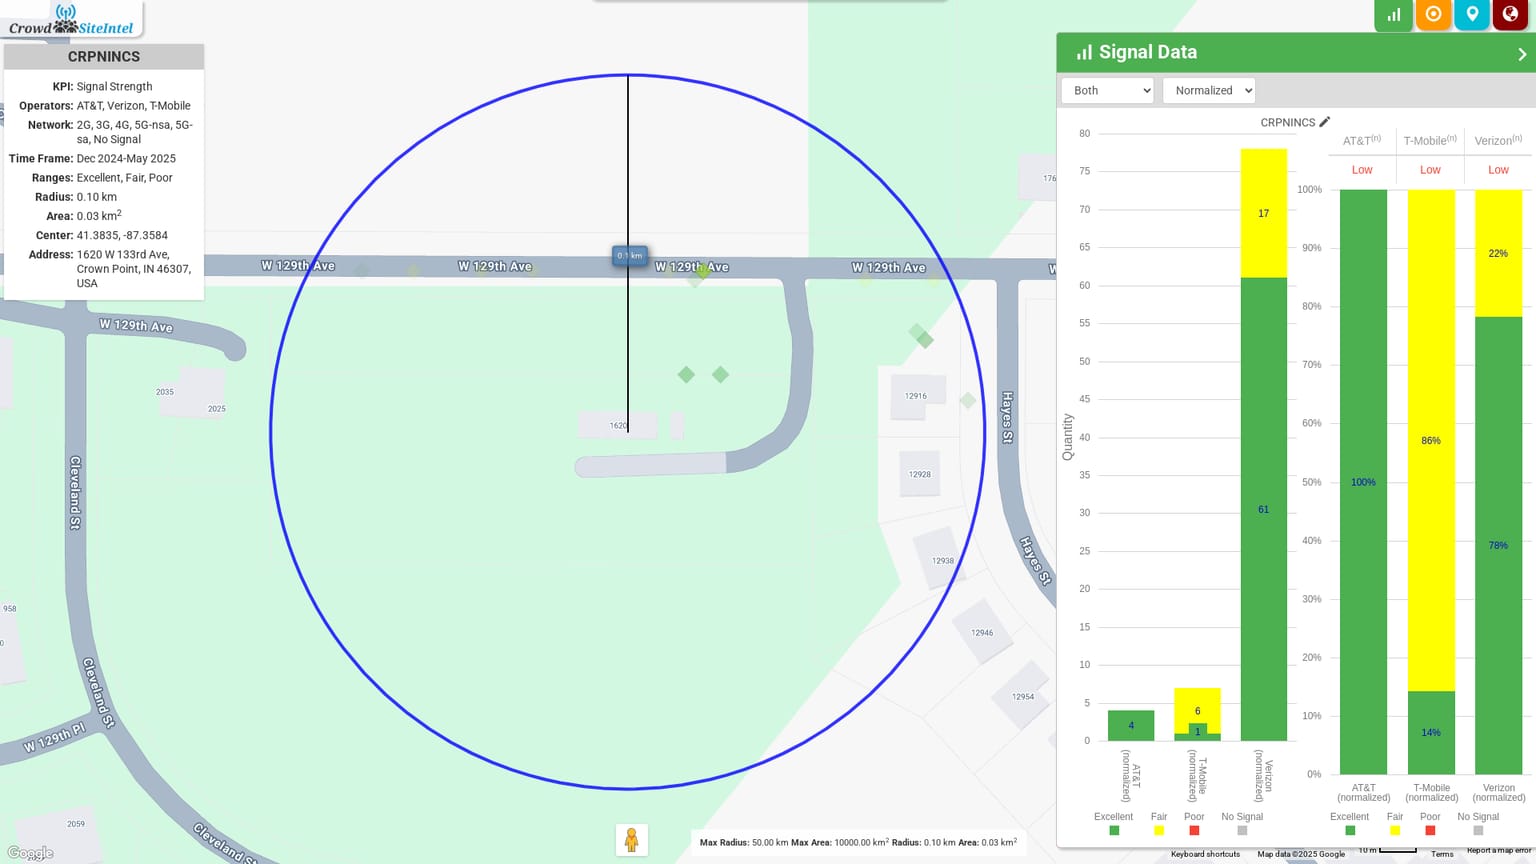 Crowd SiteIntel
CRPNINCS
KPI: Signal Strength
Operators: AT&T, Verizon, T-Mobile
Network: 2G, 3G, 4G, 5G-nsa, 5G-
sa, No Signal
Time Frame: Dec 2024-May 2025
Ranges: Excellent, Fair, Poor
Radius: 0.10 km
Area: 0.03 km2
Center: 41.3835, -87.3584
Address: 1620 W 133rd Ave,
Crown Point, IN 46307,
USA
W 129th Ave
W 129th Ave
W 129th Ave
W 129th Ave
W 129th Ave
0.1 km
176
2035
2025
1620
12916
12928
12938
12946
12954
958
2059
Cleveland St
Cleveland St
Cleveland St
W 129th Pl
Hayes St
Hayes St
Google
Max Radius: 50.00 km Max Area: 10000.00 km2 Radius: 0.10 km Area: 0.03 km2
Signal Data
Both
Normalized
CRPNINCS
80
75
70
65
60
55
50
45
40
35
30
25
20
15
10
5
0
Quantity
4
6
1
17
61
AT&T
(normalized)
T-Mobile
(normalized)
Verizon
(normalized)
Excellent
Fair
Poor
No Signal
AT&T(n)
T-Mobile(n)
Verizon(n)
Low
Low
Low
100%
90%
80%
70%
60%
50%
40%
30%
20%
10%
0%
100%
86%
14%
22%
78%
AT&T
(normalized)
T-Mobile
(normalized)
Verizon
(normalized)
Excellent
Fair
Poor
No Signal
Keyboard shortcuts
Map data ©2025 Google
10 m
Terms
Report a map error